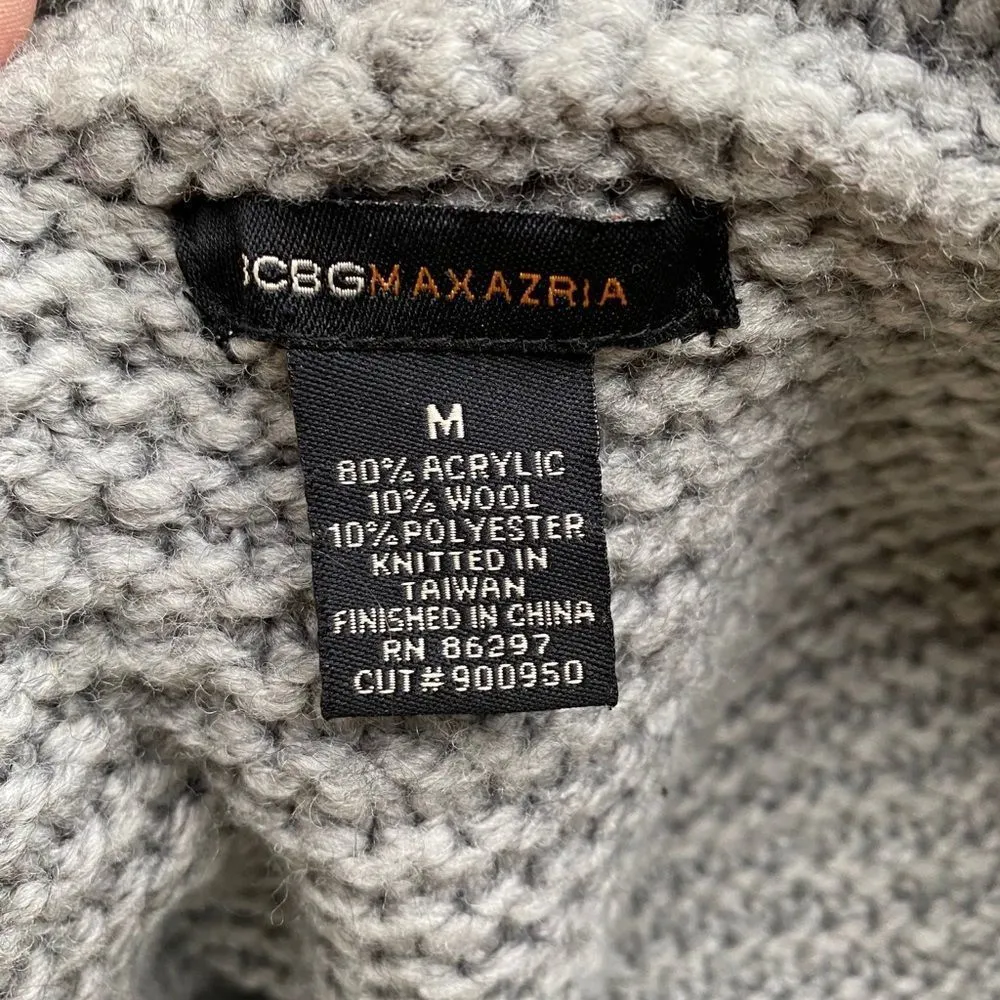 BCBGMAXAZRIA
M
80% ACRYLIC
10% WOOL
10% POLYESTER
KNITTED IN
TAIWAN
FINISHED IN CHINA
RN 86297
CUT# 900950